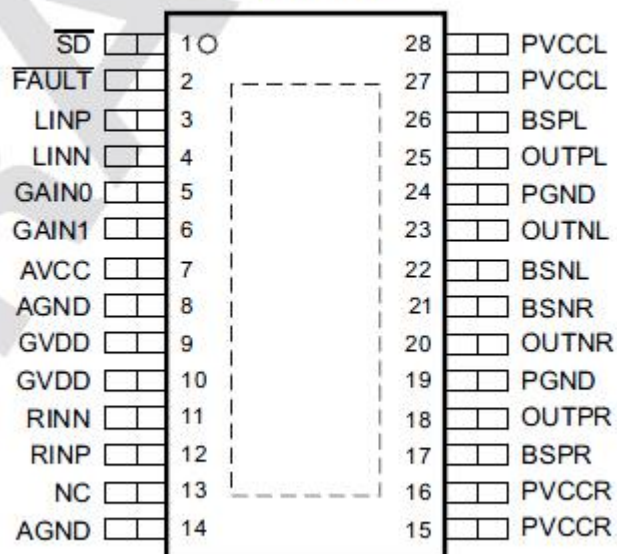 SD 1 28 PVCCL
FAULT 2 27 PVCCL
LINP 3 26 BSPL
LINN 4 25 OUTPL
GAIN0 5 24 PGND
GAIN1 6 23 OUTNL
AVCC 7 22 BSNL
AGND 8 21 BSNR
GVDD 9 20 OUTNR
GVDD 10 19 PGND
RINN 11 18 OUTPR
RINP 12 17 BSPR
NC 13 16 PVCCR
AGND 14 15 PVCCR